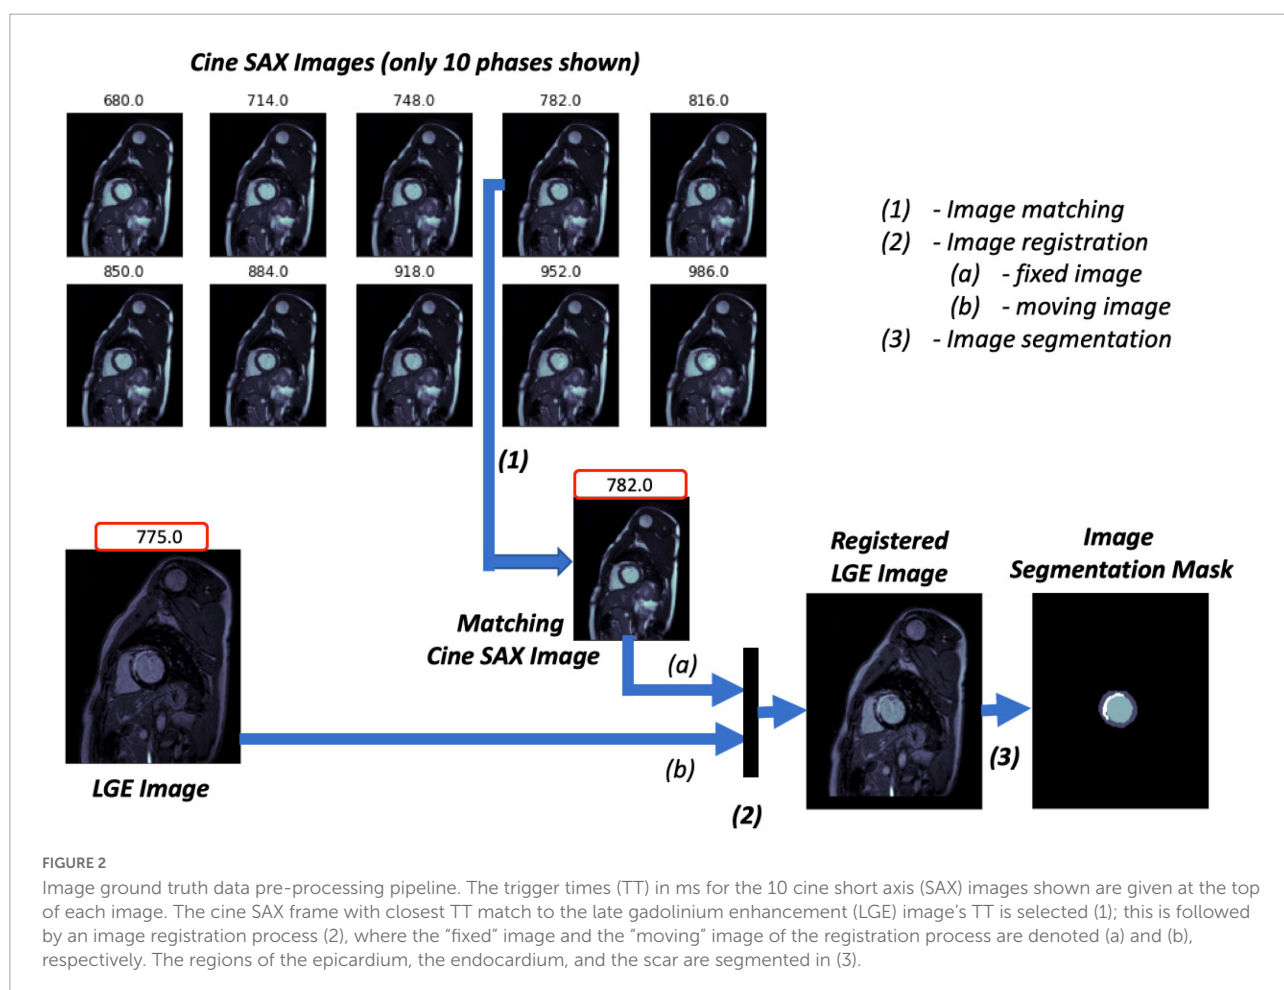 Cine SAX Images (only 10 phases shown)
680.0 714.0 748.0 782.0 816.0
850.0 884.0 918.0 952.0 986.0
(1) - Image matching
(2) - Image registration
(a) - fixed image
(b) - moving image
(3) - Image segmentation
(1)
782.0
775.0
Matching
Cine SAX Image
Registered
LGE Image
Image
Segmentation Mask
(a)
(b)
(2)
(3)
LGE Image
FIGURE 2
Image ground truth data pre-processing pipeline. The trigger times (TT) in ms for the 10 cine short axis (SAX) images shown are given at the top
of each image. The cine SAX frame with closest TT match to the late gadolinium enhancement (LGE) image’s TT is selected (1); this is followed
by an image registration process (2), where the “fixed” image and the “moving” image of the registration process are denoted (a) and (b),
respectively. The regions of the epicardium, the endocardium, and the scar are segmented in (3).